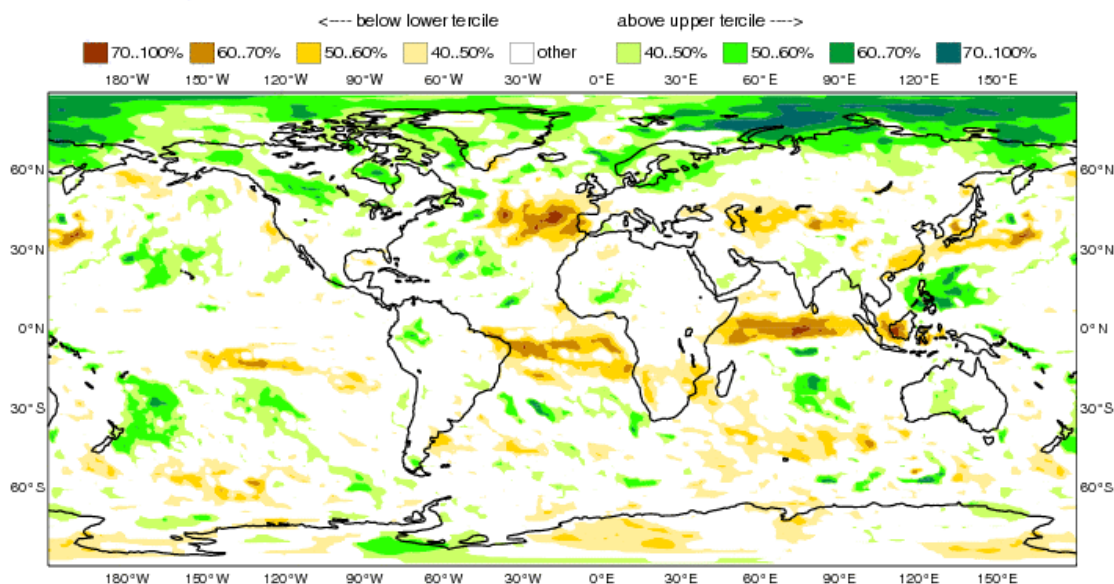 <---- below lower tercile above upper tercile ---->
70..100% 60..70% 50..60% 40..50% other 40..50% 50..60% 60..70% 70..100%
180°W 150°W 120°W 90°W 60°W 30°W 0°E 30°E 60°E 90°E 120°E 150°E
60°N 60°N
30°N 30°N
0°N 0°N
30°S 30°S
60°S 60°S
180°W 150°W 120°W 90°W 60°W 30°W 0°E 30°E 60°E 90°E 120°E 150°E